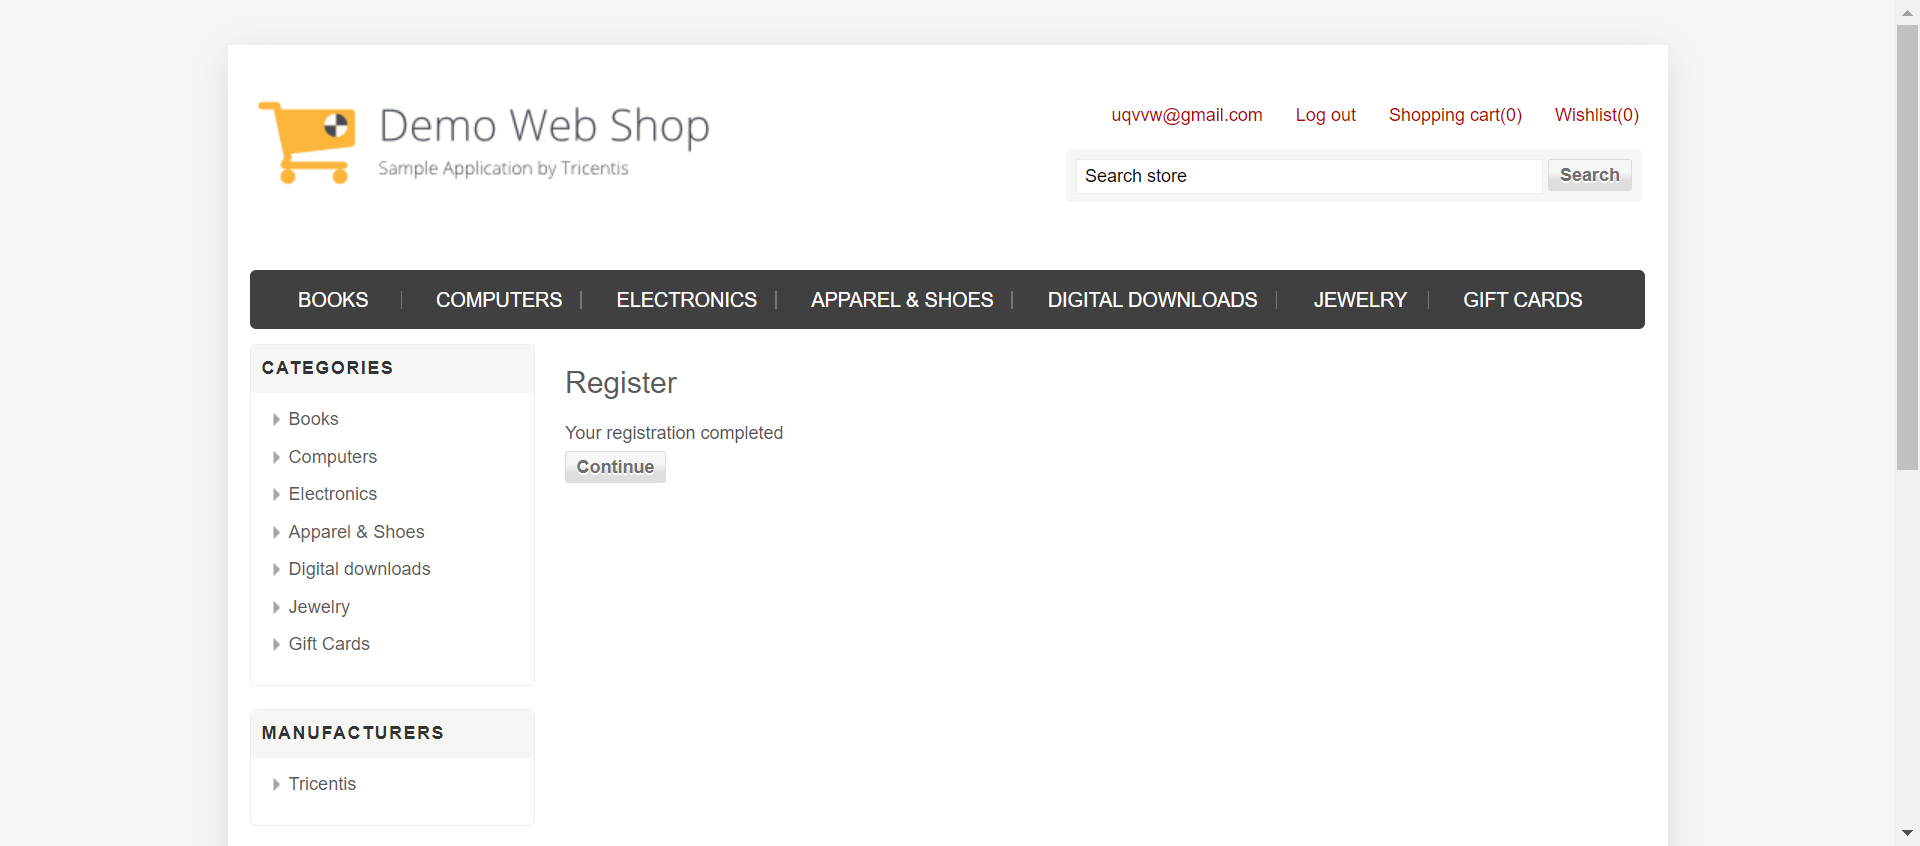 Demo Web Shop
Sample Application by Tricentis
uqvvw@gmail.com Log out Shopping cart(0) Wishlist(0)
Search store Search
BOOKS COMPUTERS ELECTRONICS APPAREL & SHOES DIGITAL DOWNLOADS JEWELRY GIFT CARDS
CATEGORIES
Books
Computers
Electronics
Apparel & Shoes
Digital downloads
Jewelry
Gift Cards
MANUFACTURERS
Tricentis
Register
Your registration completed
Continue